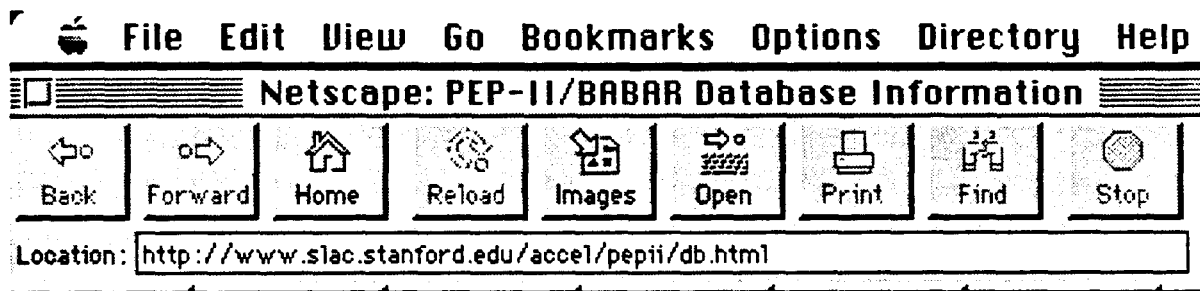 File Edit View Go Bookmarks Options Directory Help
Netscape: PEP-II/BABAR Database Information
Back Forward Home Reload Images Open Print Find Stop
Location: http://www.slac.stanford.edu/accel/pepii/db.html